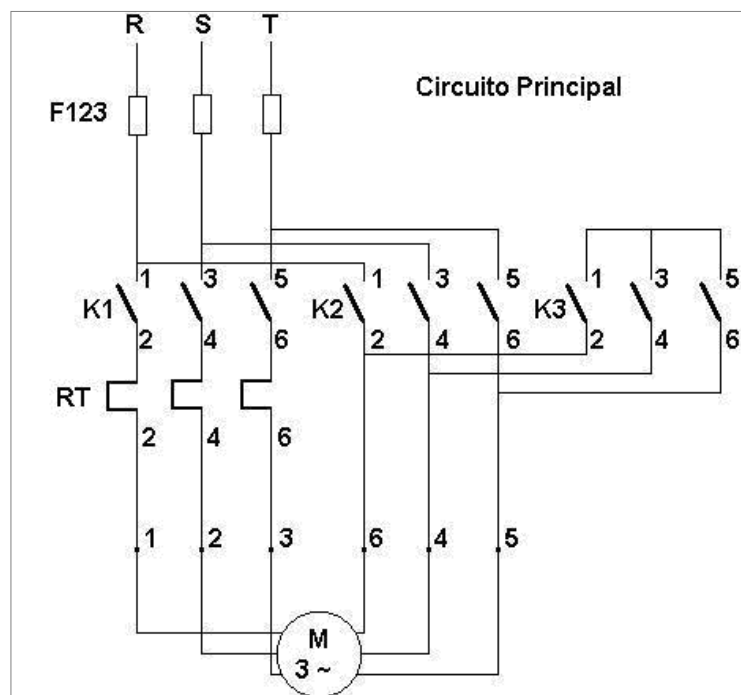 R S T
Circuito Principal
F123
1 3 5 1 3 5 1 3 5
K1 K2 K3
2 4 6 2 4 6 2 4 6
RT
2 4 6
1 2 3 6 4 5
M
3 ~